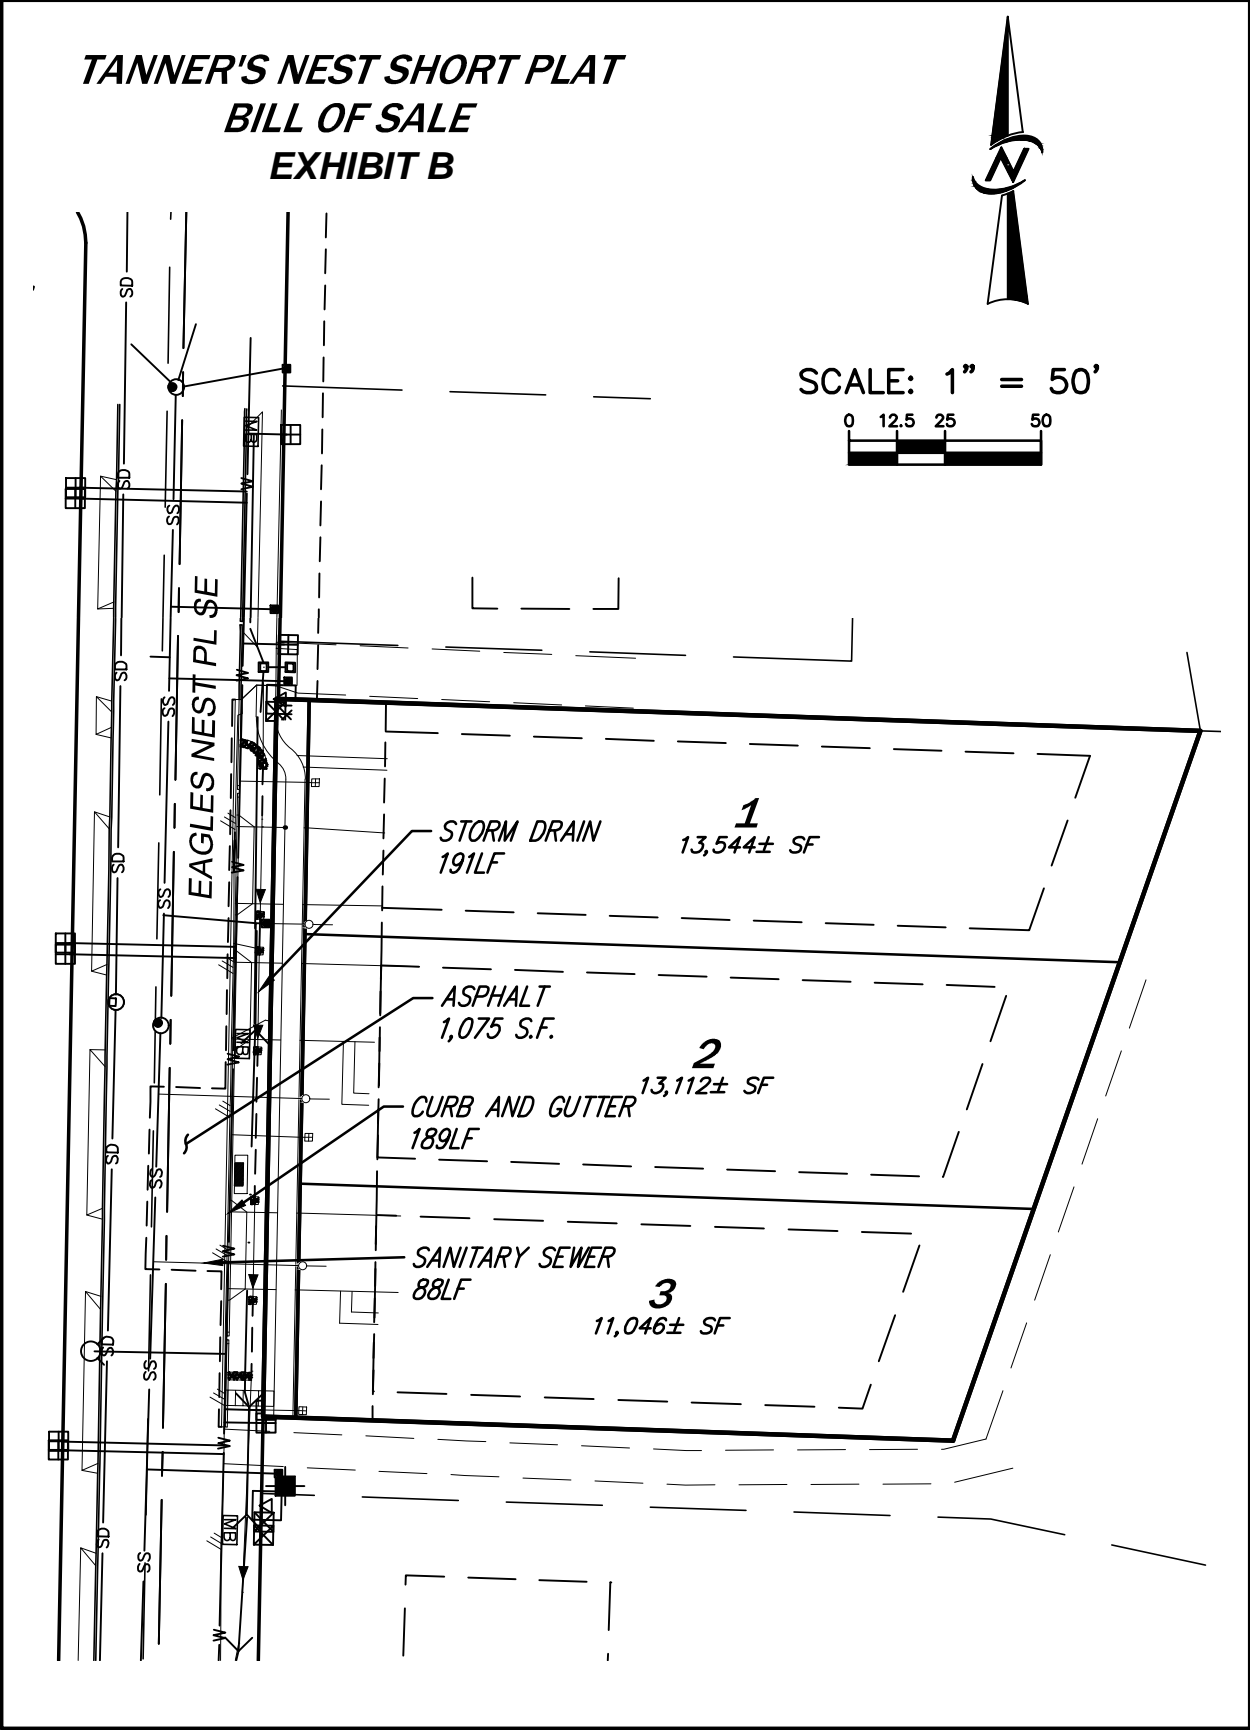 TANNER'S NEST SHORT PLAT
BILL OF SALE
EXHIBIT B
N
SCALE: 1" = 50'
0 12.5 25 50
SD
MB
SD
W
SS
EAGLES NEST PL SE
SD
W
SS
1
13,544± SF
STORM DRAIN
191LF
SD
W
SS
ASPHALT
1,075 S.F.
MB
W
2
13,112± SF
CURB AND GUTTER
189LF
SD
SS
W
SANITARY SEWER
88LF
3
11,046± SF
SD
SS
W
MB
SD
SS
W